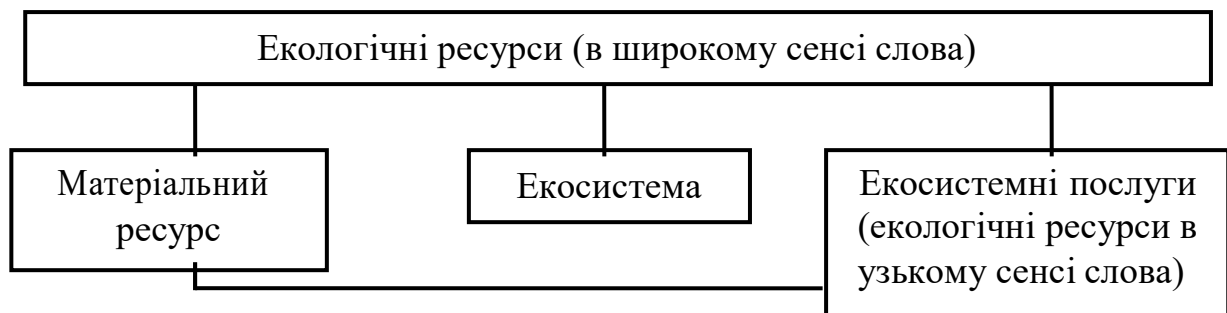 Екологічні ресурси (в широкому сенсі слова)
Матеріальний
ресурс
Екосистема
Екосистемні послуги
(екологічні ресурси в
узькому сенсі слова)